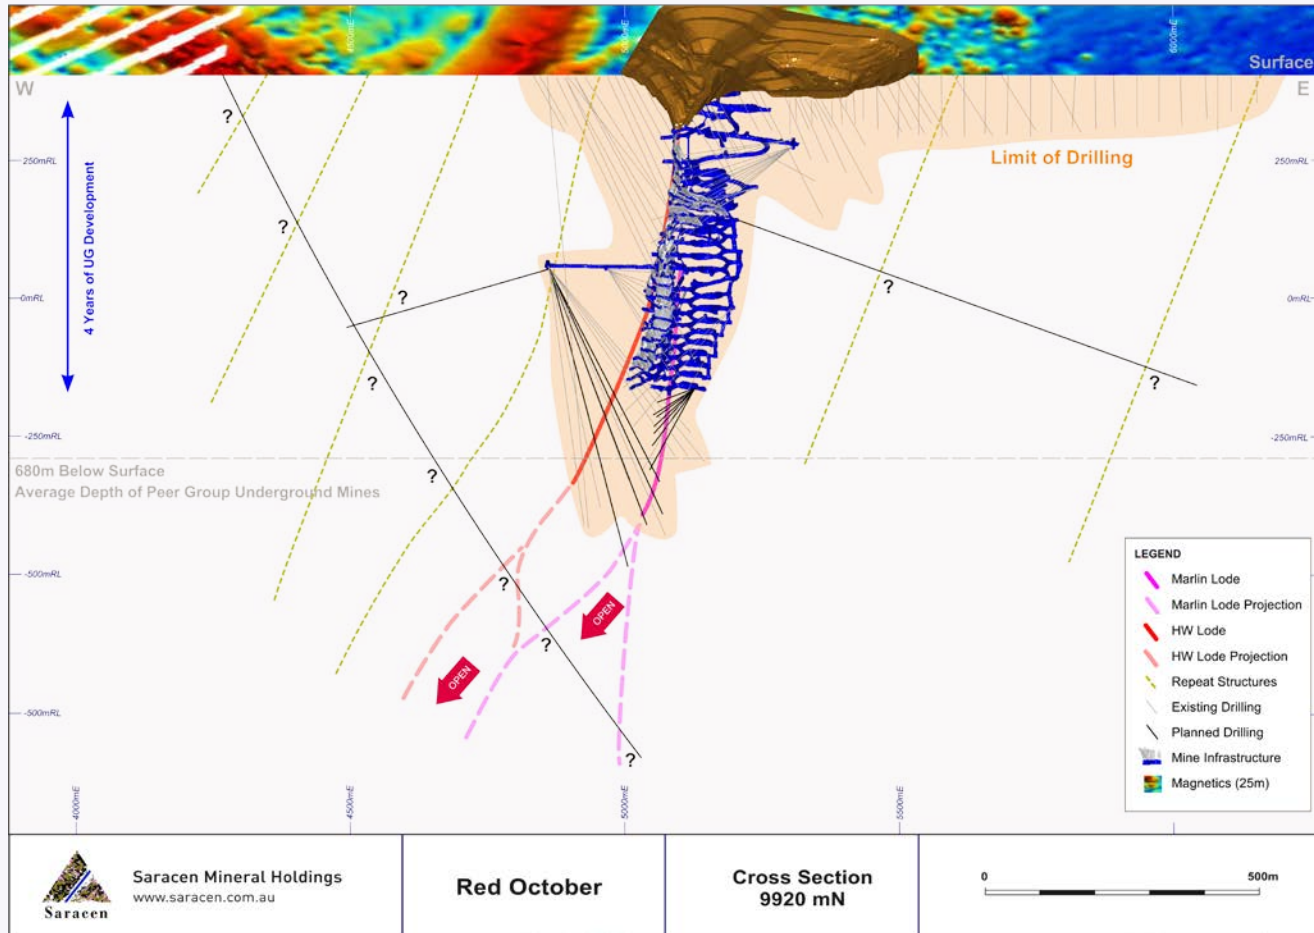 4500mE
5000mE
6000mE
Surface
W
E
?
250mRL
250mRL
Limit of Drilling
4 Years of UG Development
?
?
?
0mRL
0mRL
?
?
-250mRL
-250mRL
680m Below Surface
Average Depth of Peer Group Underground Mines
?
-500mRL
?
OPEN
?
OPEN
-500mRL
?
4000mE
4500mE
5000mE
5500mE
LEGEND
Marlin Lode
Marlin Lode Projection
HW Lode
HW Lode Projection
Repeat Structures
Existing Drilling
Planned Drilling
Mine Infrastructure
Magnetics (25m)
Saracen
Saracen Mineral Holdings
www.saracen.com.au
Red October
Cross Section
9920 mN
0
500m